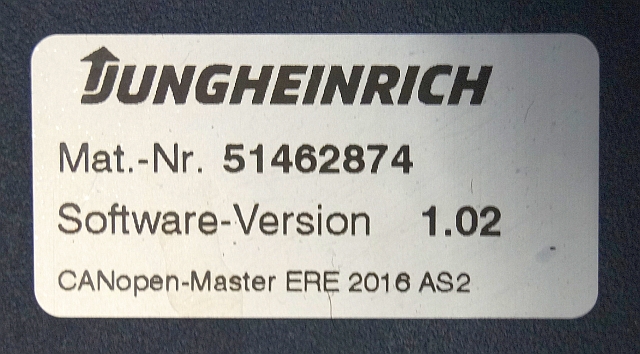 JUNGHEINRICH
Mat.-Nr. 51462874
Software-Version 1.02
CANopen-Master ERE 2016 AS2